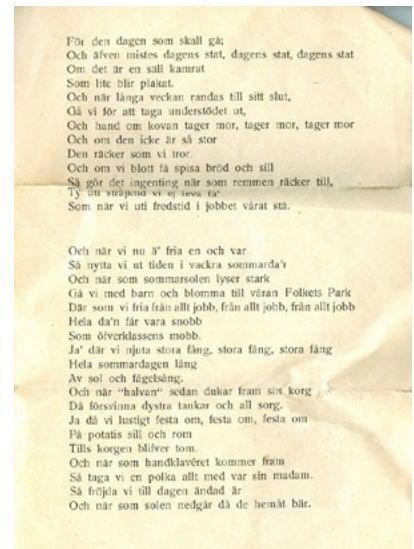 För den dagen som skall gå;
Och äfven mistes dagens stat, dagens stat, dagens stat
Om det är en säll kamrat
Som lite blir plakat.
Och när långa veckan randas till sitt slut,
Gå vi för att taga understödet ut,
Och hand om kovan tager mor, tager mor, tager mor
Och om den icke är så stor
Den räcker som vi tror.
Och om vi blott få spisa bröd och sill
Så gör det ingenting när som remmen räcker till,
Ty utt sträjknd vi ej leva få'
Som när vi uti fredstid i jobbet vårat stå.
Och när vi nu ä' fria en och var
Så nytta vi ut tiden i vackra sommarda'r
Och när som sommarsolen lyser stark
Gå vi med barn och blomma till våran Folkets Park
Där som vi fria från allt jobb, från allt jobb, från allt jobb
Hela da'n får vara snobb
Som öfverklassens mobb.
Ja' där vi njuta stora fång, stora fång, stora fång
Hela sommardagen lång
Av sol och fågelsång.
Och när "halvan" sedan dukar fram sin korg
Då försvinna dystra tankar och all sorg.
Ja då vi lustigt festa om, festa om, festa om
På potatis sill och rom
Tills korgen blifver tom.
Och när som handklavéret kommer fram
Så taga vi en polka allt med var sin madam.
Så fröjda vi till dagen ändad är
Och när som solen nedgår då de hemåt bär.